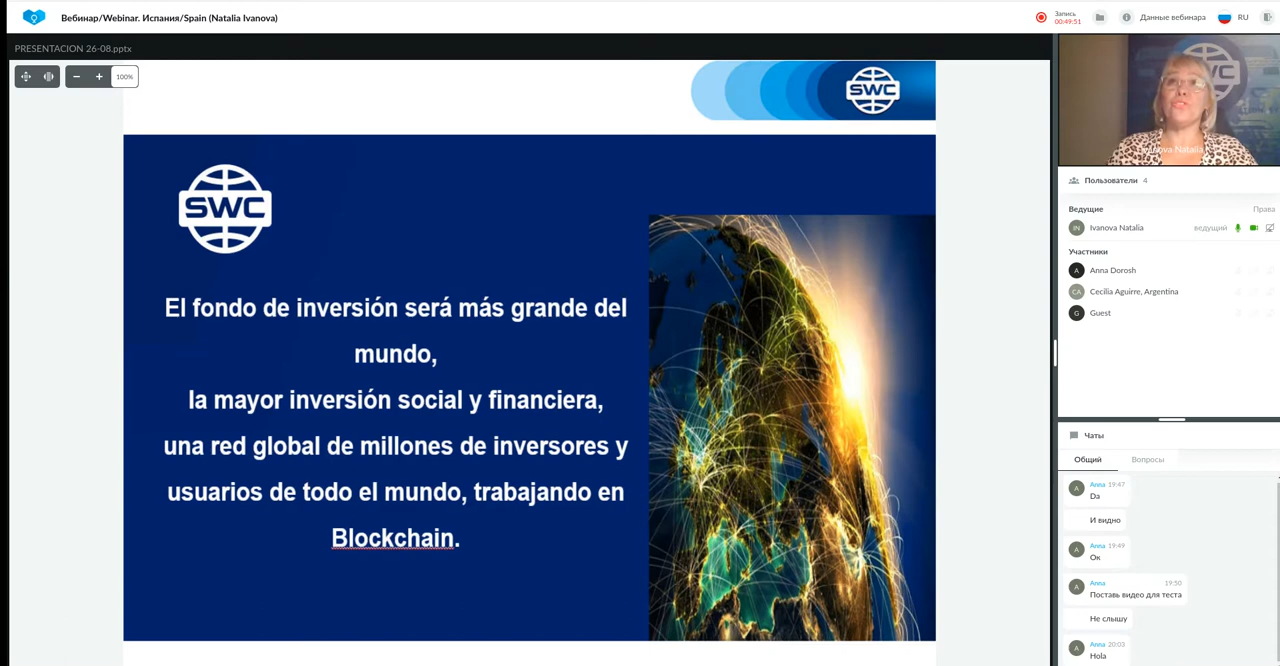 Вебинар/Webinar. Испания/Spain (Natalia Ivanova)
Запись
00:49:51
Данные вебинара
RU
PRESENTACION 26-08.pptx
100%
SWC
SWC
El fondo de inversión será más grande del
mundo,
la mayor inversión social y financiera,
una red global de millones de inversores y
usuarios de todo el mundo, trabajando en
Blockchain.
Ivanova Natalia
Пользователи 4
Ведущие Права
IN Ivanova Natalia ведущий
Участники
A Anna Dorosh
CA Cecilia Aguirre, Argentina
G Guest
Чаты
Общий Вопросы
A Anna 19:47
Da
И видно
A Anna 19:49
Ок
A Anna 19:50
Поставь видео для теста
Не слышу
A Anna 20:03
Hola